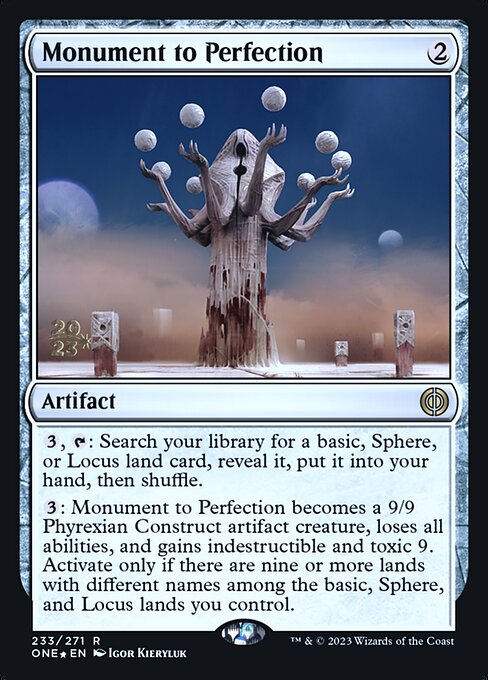 Monument to Perfection 2
2023
Artifact
3, : Search your library for a basic, Sphere,
or Locus land card, reveal it, put it into your
hand, then shuffle.
3: Monument to Perfection becomes a 9/9
Phyrexian Construct artifact creature, loses all
abilities, and gains indestructible and toxic 9.
Activate only if there are nine or more lands
with different names among the basic, Sphere,
and Locus lands you control.
233/271 R
ONE★EN Igor Kieryluk
™ & © 2023 Wizards of the Coast